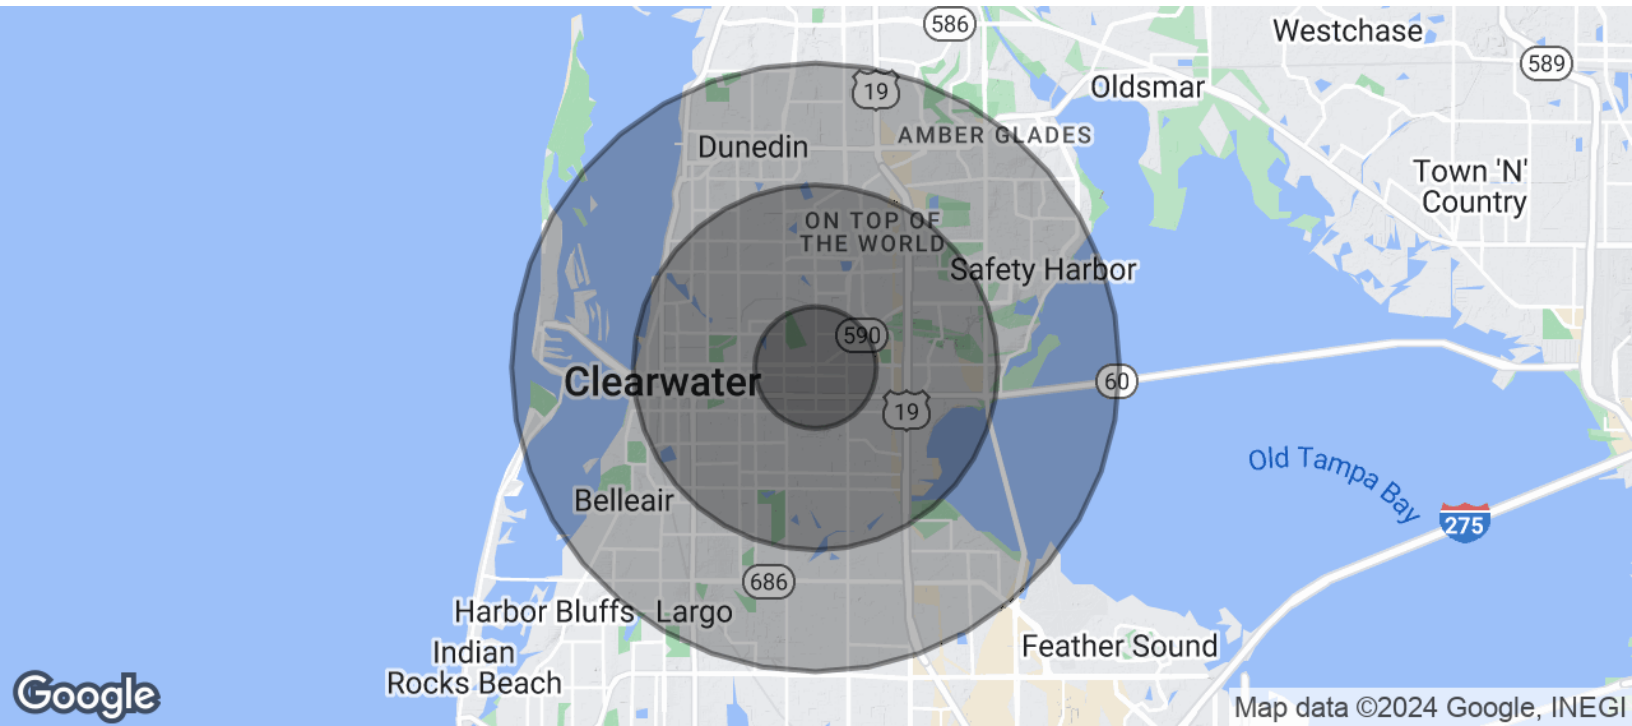 586
Westchase
589
19
Oldsmar
AMBER GLADES
Dunedin
Town 'N'
Country
ON TOP OF
THE WORLD
Safety Harbor
590
Clearwater
60
19
Old Tampa Bay
Belleair
275
686
Harbor Bluffs
Largo
Feather Sound
Indian
Rocks Beach
Google
Map data ©2024 Google, INEGI